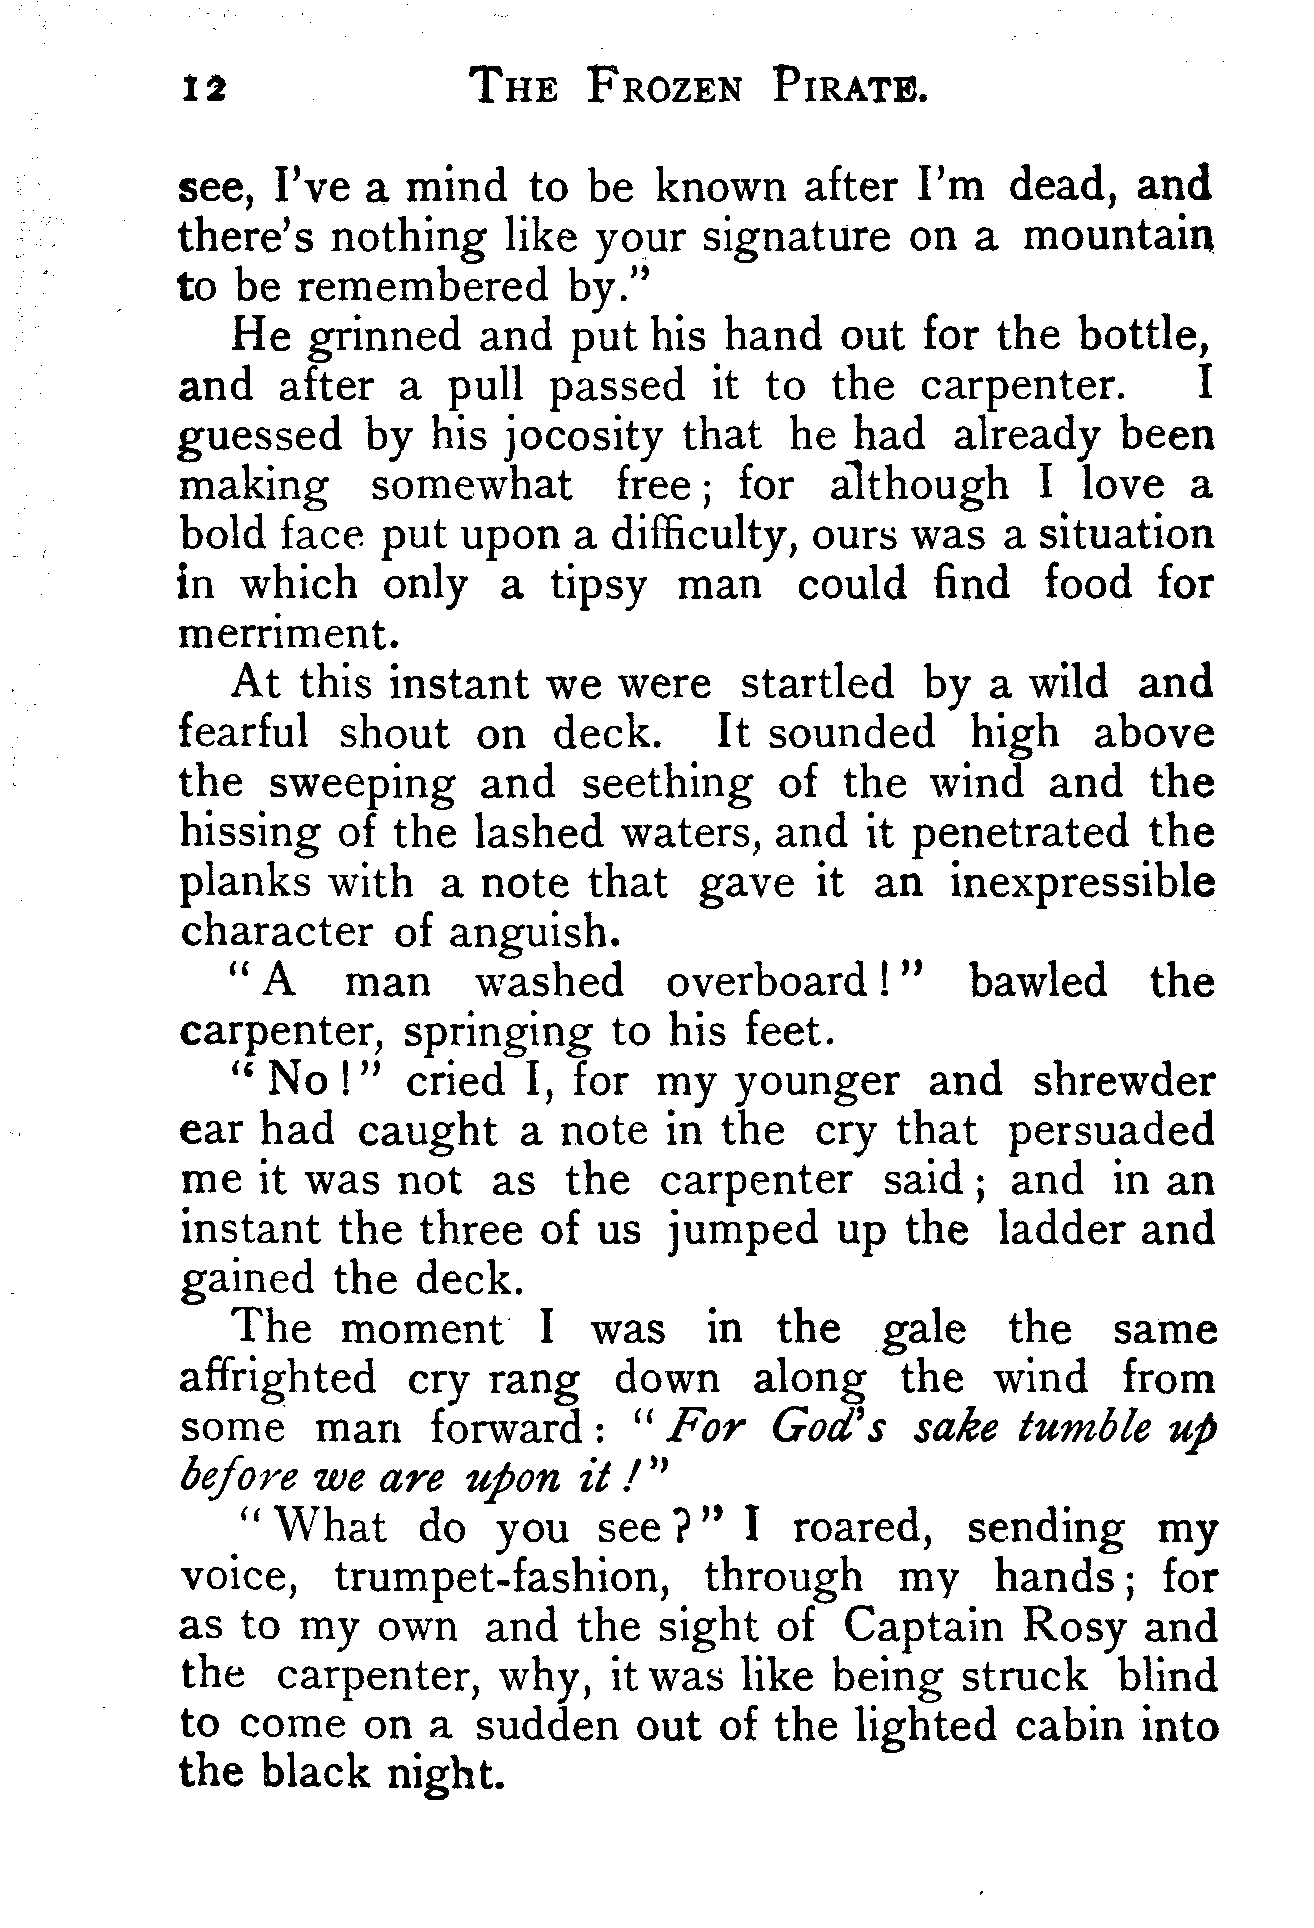 12 THE FROZEN PIRATE.
see, I've a mind to be known after I'm dead, and
there's nothing like your signature on a mountain
to be remembered by."
He grinned and put his hand out for the bottle,
and after a pull passed it to the carpenter. I
guessed by his jocosity that he had already been
making somewhat free; for although I love a
bold face put upon a difficulty, ours was a situation
in which only a tipsy man could find food for
merriment.
At this instant we were startled by a wild and
fearful shout on deck. It sounded high above
the sweeping and seething of the wind and the
hissing of the lashed waters, and it penetrated the
planks with a note that gave it an inexpressible
character of anguish.
"A man washed overboard!" bawled the
carpenter, springing to his feet.
"No!" cried I, for my younger and shrewder
ear had caught a note in the cry that persuaded
me it was not as the carpenter said; and in an
instant the three of us jumped up the ladder and
gained the deck.
The moment I was in the gale the same
affrighted cry rang down along the wind from
some man forward: "For God's sake tumble up
before we are upon it!"
"What do you see?" I roared, sending my
voice, trumpet-fashion, through my hands; for
as to my own and the sight of Captain Rosy and
the carpenter, why, it was like being struck blind
to come on a sudden out of the lighted cabin into
the black night.